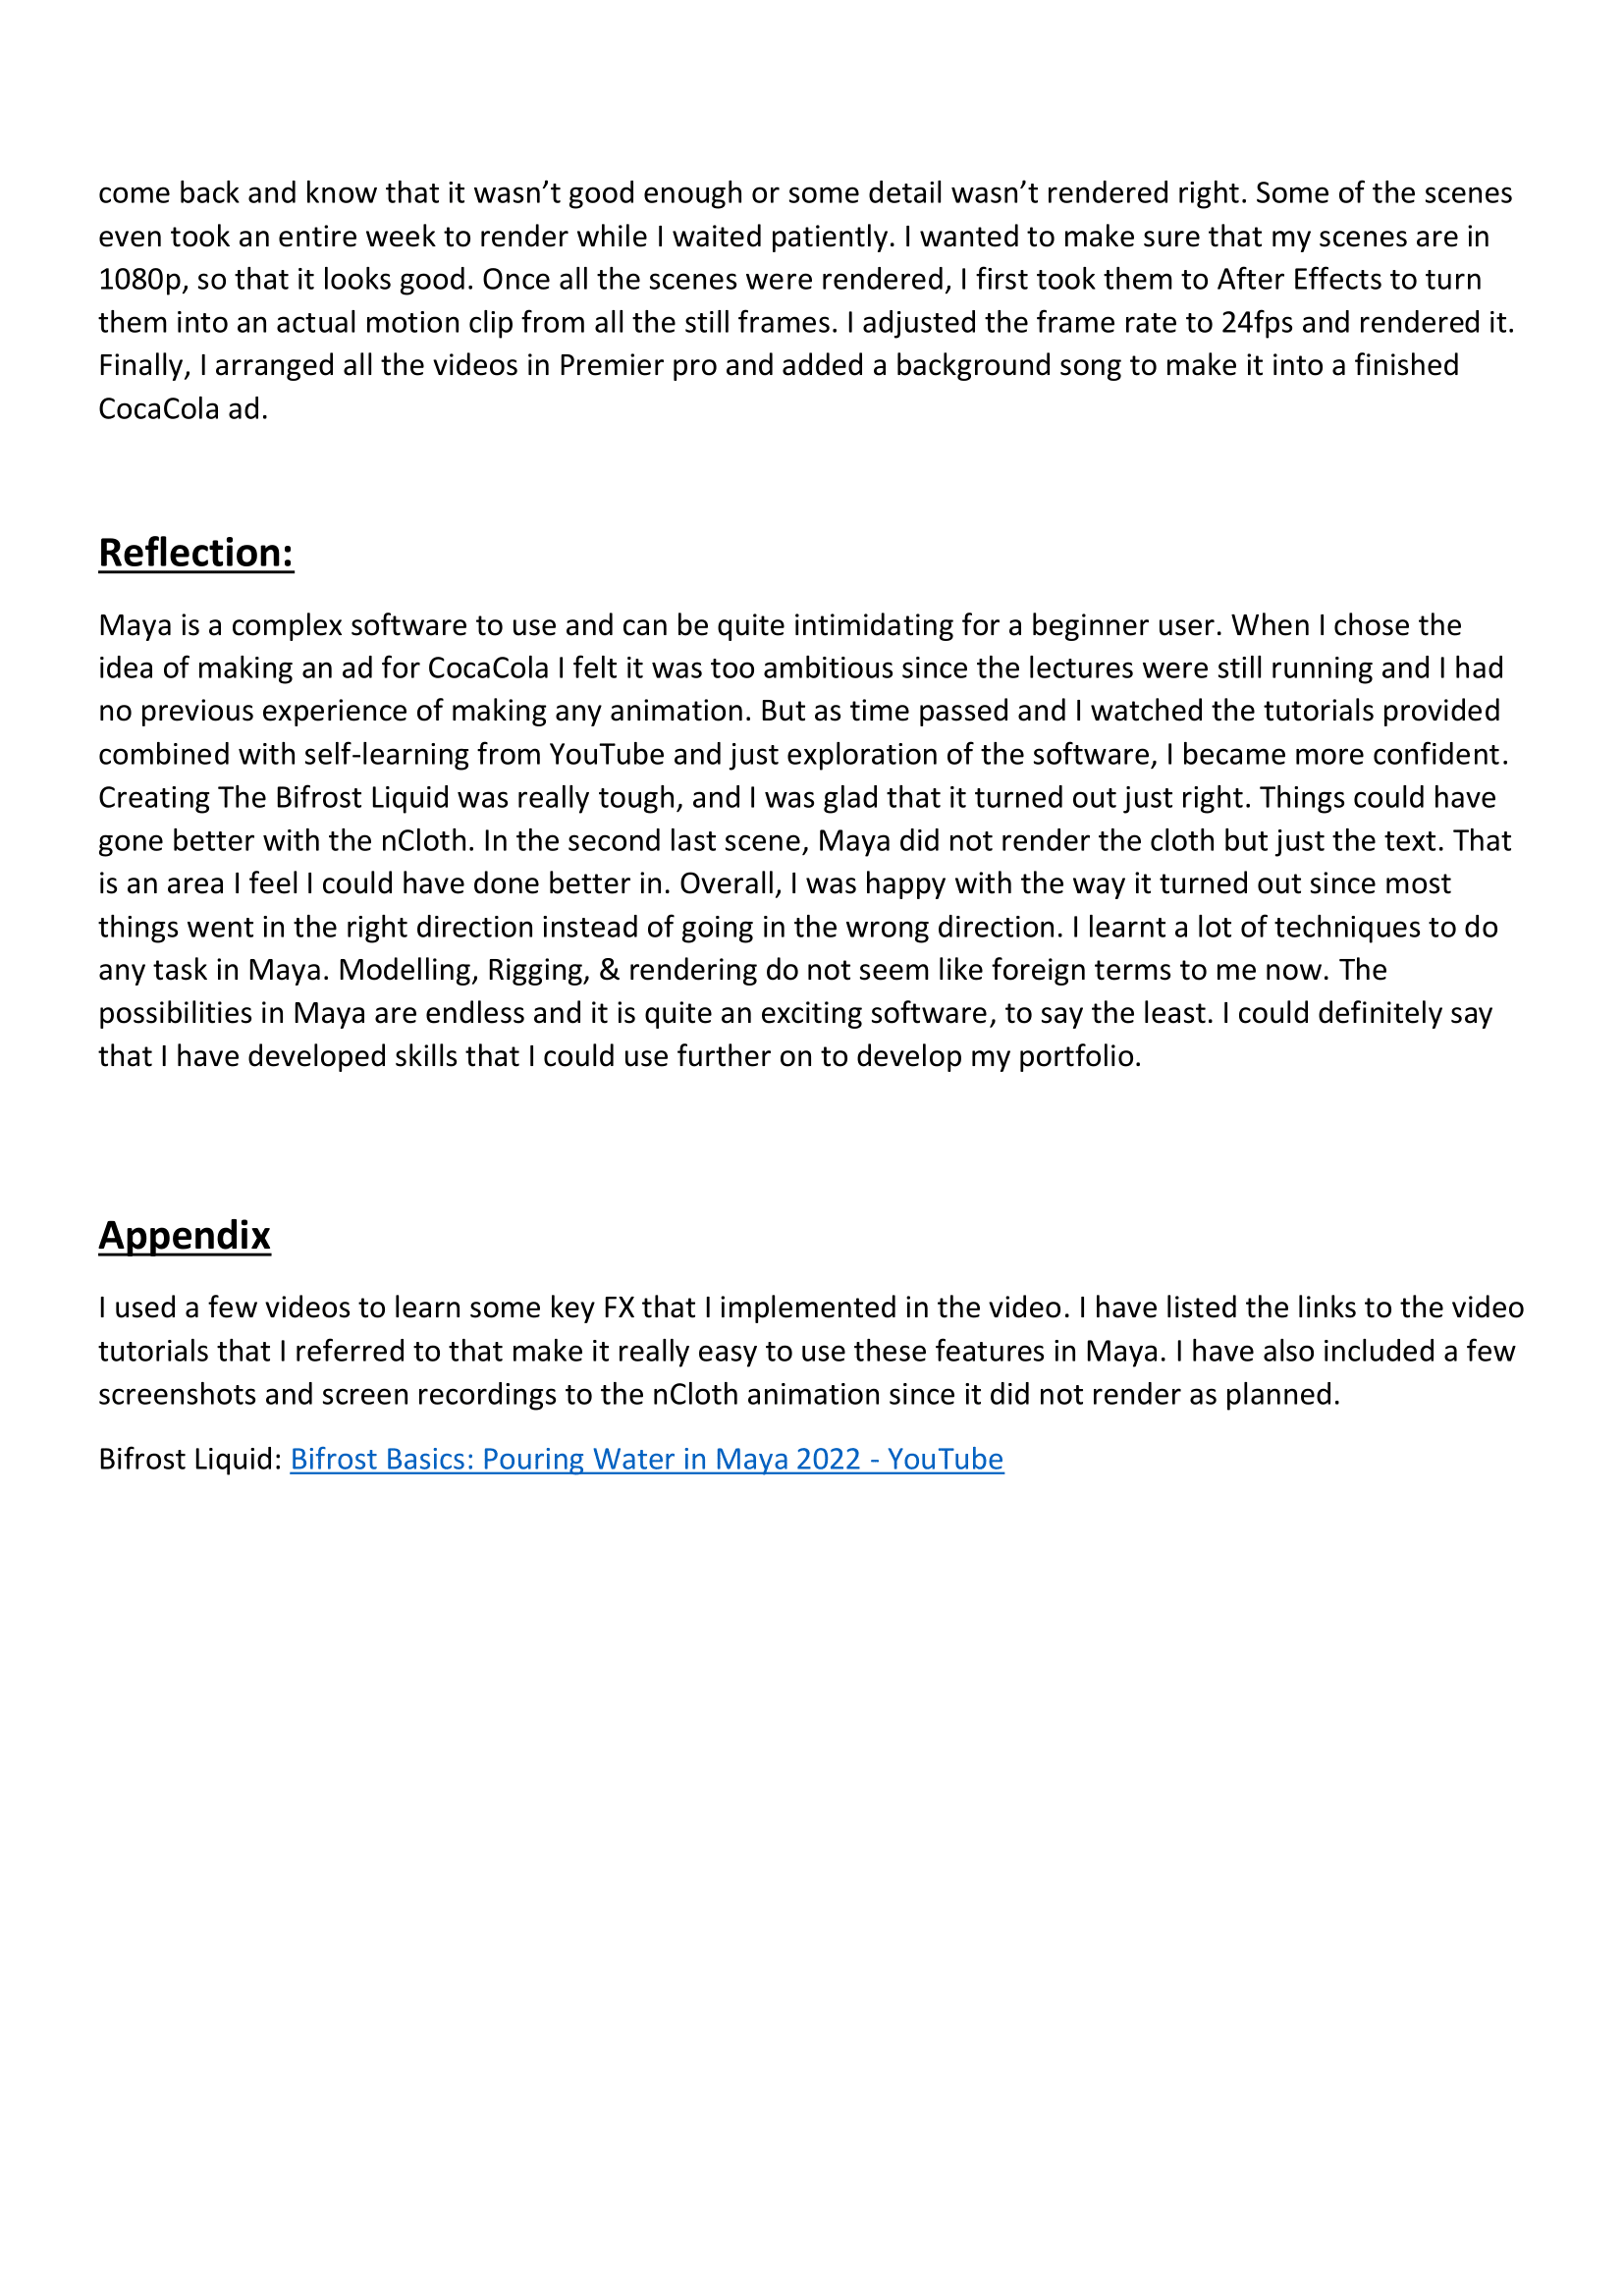 come back and know that it wasn’t good enough or some detail wasn’t rendered right. Some of the scenes
even took an entire week to render while I waited patiently. I wanted to make sure that my scenes are in
1080p, so that it looks good. Once all the scenes were rendered, I first took them to After Effects to turn
them into an actual motion clip from all the still frames. I adjusted the frame rate to 24fps and rendered it.
Finally, I arranged all the videos in Premier pro and added a background song to make it into a finished
CocaCola ad.
Reflection:
Maya is a complex software to use and can be quite intimidating for a beginner user. When I chose the
idea of making an ad for CocaCola I felt it was too ambitious since the lectures were still running and I had
no previous experience of making any animation. But as time passed and I watched the tutorials provided
combined with self-learning from YouTube and just exploration of the software, I became more confident.
Creating The Bifrost Liquid was really tough, and I was glad that it turned out just right. Things could have
gone better with the nCloth. In the second last scene, Maya did not render the cloth but just the text. That
is an area I feel I could have done better in. Overall, I was happy with the way it turned out since most
things went in the right direction instead of going in the wrong direction. I learnt a lot of techniques to do
any task in Maya. Modelling, Rigging, & rendering do not seem like foreign terms to me now. The
possibilities in Maya are endless and it is quite an exciting software, to say the least. I could definitely say
that I have developed skills that I could use further on to develop my portfolio.
Appendix
I used a few videos to learn some key FX that I implemented in the video. I have listed the links to the video
tutorials that I referred to that make it really easy to use these features in Maya. I have also included a few
screenshots and screen recordings to the nCloth animation since it did not render as planned.
Bifrost Liquid: Bifrost Basics: Pouring Water in Maya 2022 - YouTube